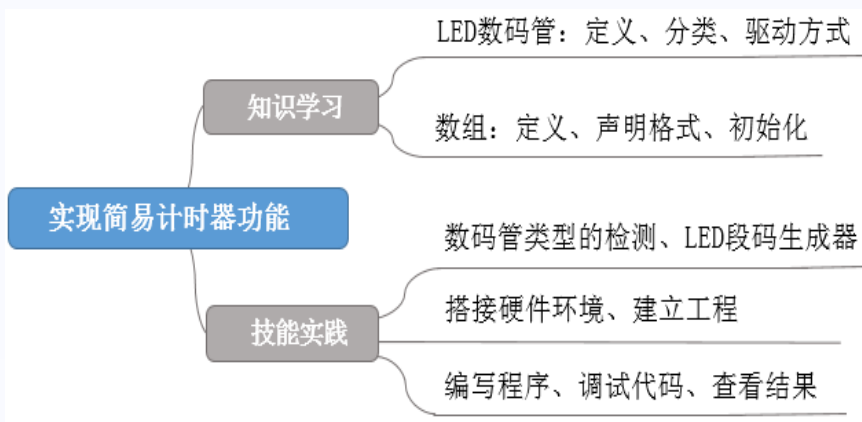 LED数码管：定义、分类、驱动方式
知识学习
数组：定义、声明格式、初始化
实现简易计时器功能
数码管类型的检测、LED段码生成器
搭接硬件环境、建立工程
技能实践
编写程序、调试代码、查看结果